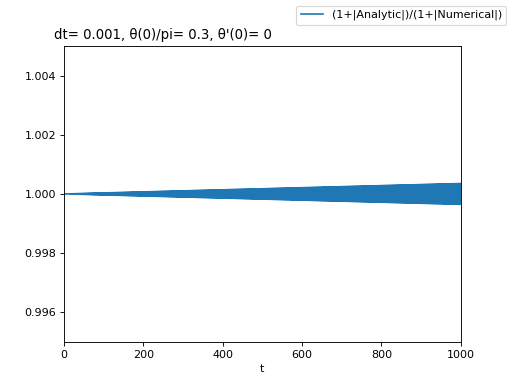 (1+|Analytic|)/(1+|Numerical|)
dt= 0.001, θ(0)/pi= 0.3, θ'(0)= 0
1.004
1.002
1.000
0.998
0.996
0 200 400 600 800 1000
t